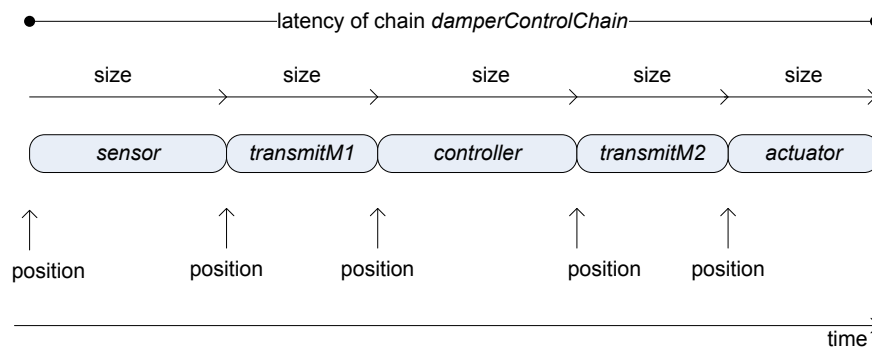 latency of chain damperControlChain
size size size size size
sensor transmitM1 controller transmitM2 actuator
position position position position position
time